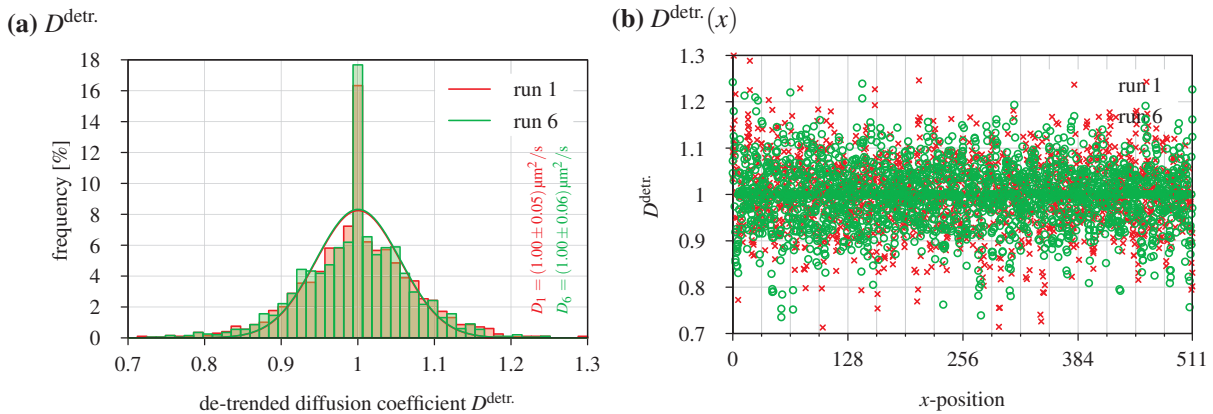 (a) D^detr.
frequency [%]
18
16
14
12
10
8
6
4
2
0
run 1
run 6
D₁ = (1.00 ± 0.05) μm²/s
D₆ = (1.00 ± 0.06) μm²/s
0.7 0.8 0.9 1 1.1 1.2 1.3
de-trended diffusion coefficient D^detr.
(b) D^detr.(x)
D^detr.
1.3
1.2
1.1
1
0.9
0.8
0.7
run 1
run 6
0 128 256 384 511
x-position